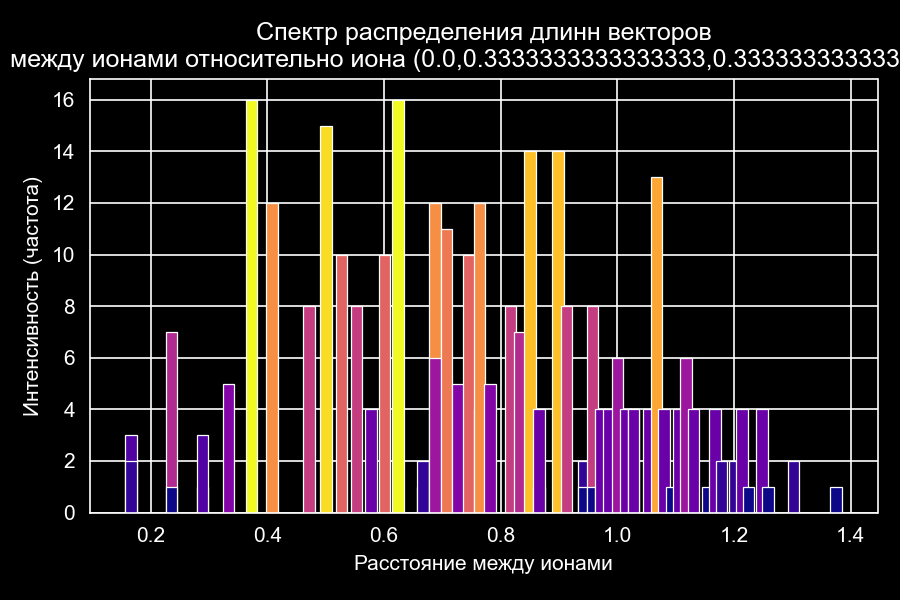 Спектр распределения длинн векторов
между ионами относительно иона (0.0,0.3333333333333333,0.333333333333
16
14
12
10
8
6
4
2
0
Интенсивность (частота)
0.2 0.4 0.6 0.8 1.0 1.2 1.4
Расстояние между ионами